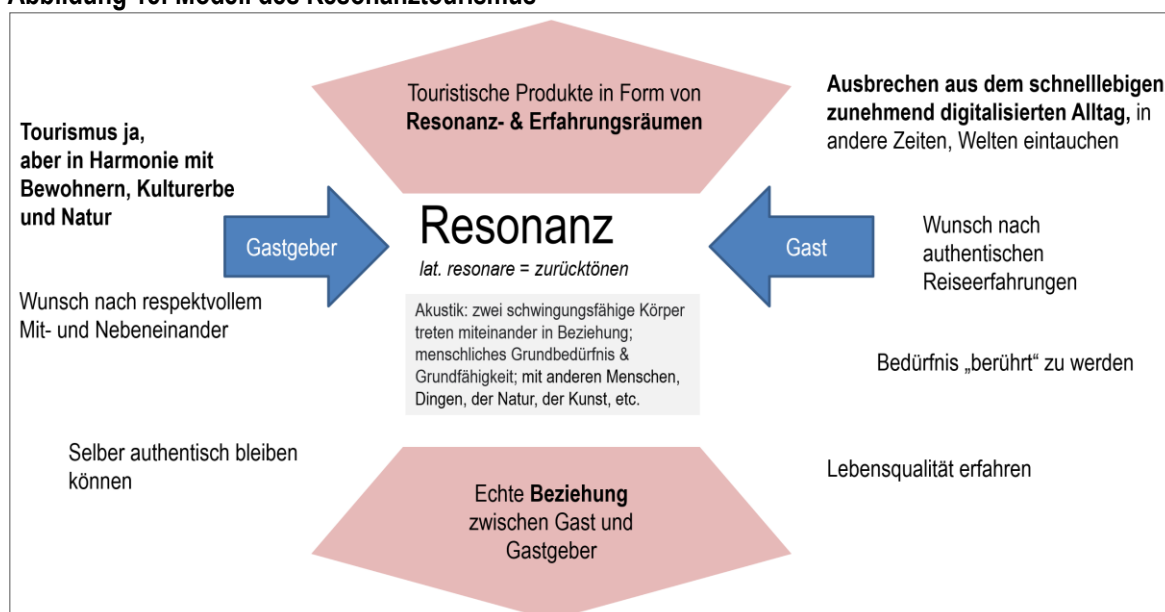 Abbildung 10: Modell des Resonanztourismus
Touristische Produkte in Form von
Resonanz- & Erfahrungsräumen
Tourismus ja,
aber in Harmonie mit
Bewohnern, Kulturerbe
und Natur
Gastgeber
Wunsch nach respektvollem
Mit- und Nebeneinander
Selber authentisch bleiben
können
Resonanz
lat. resonare = zurücktönen
Akustik: zwei schwingungsfähige Körper
treten miteinander in Beziehung;
menschliches Grundbedürfnis &
Grundfähigkeit; mit anderen Menschen,
Dingen, der Natur, der Kunst, etc.
Echte Beziehung
zwischen Gast und
Gastgeber
Ausbrechen aus dem schnelllebigen
zunehmend digitalisierten Alltag, in
andere Zeiten, Welten eintauchen
Gast
Wunsch nach
authentischen
Reiseerfahrungen
Bedürfnis „berührt“ zu werden
Lebensqualität erfahren